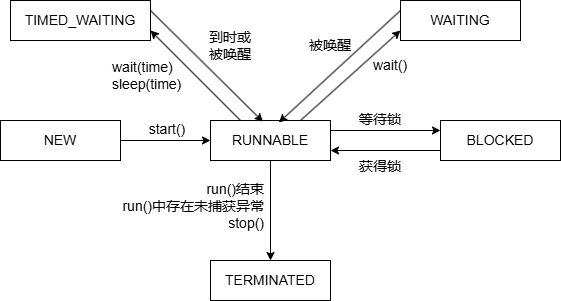 TIMED_WAITING
WAITING
到时或
被唤醒
被唤醒
wait(time)
sleep(time)
wait()
NEW
start()
RUNNABLE
等待锁
获得锁
BLOCKED
run()结束
run()中存在未捕获异常
stop()
TERMINATED